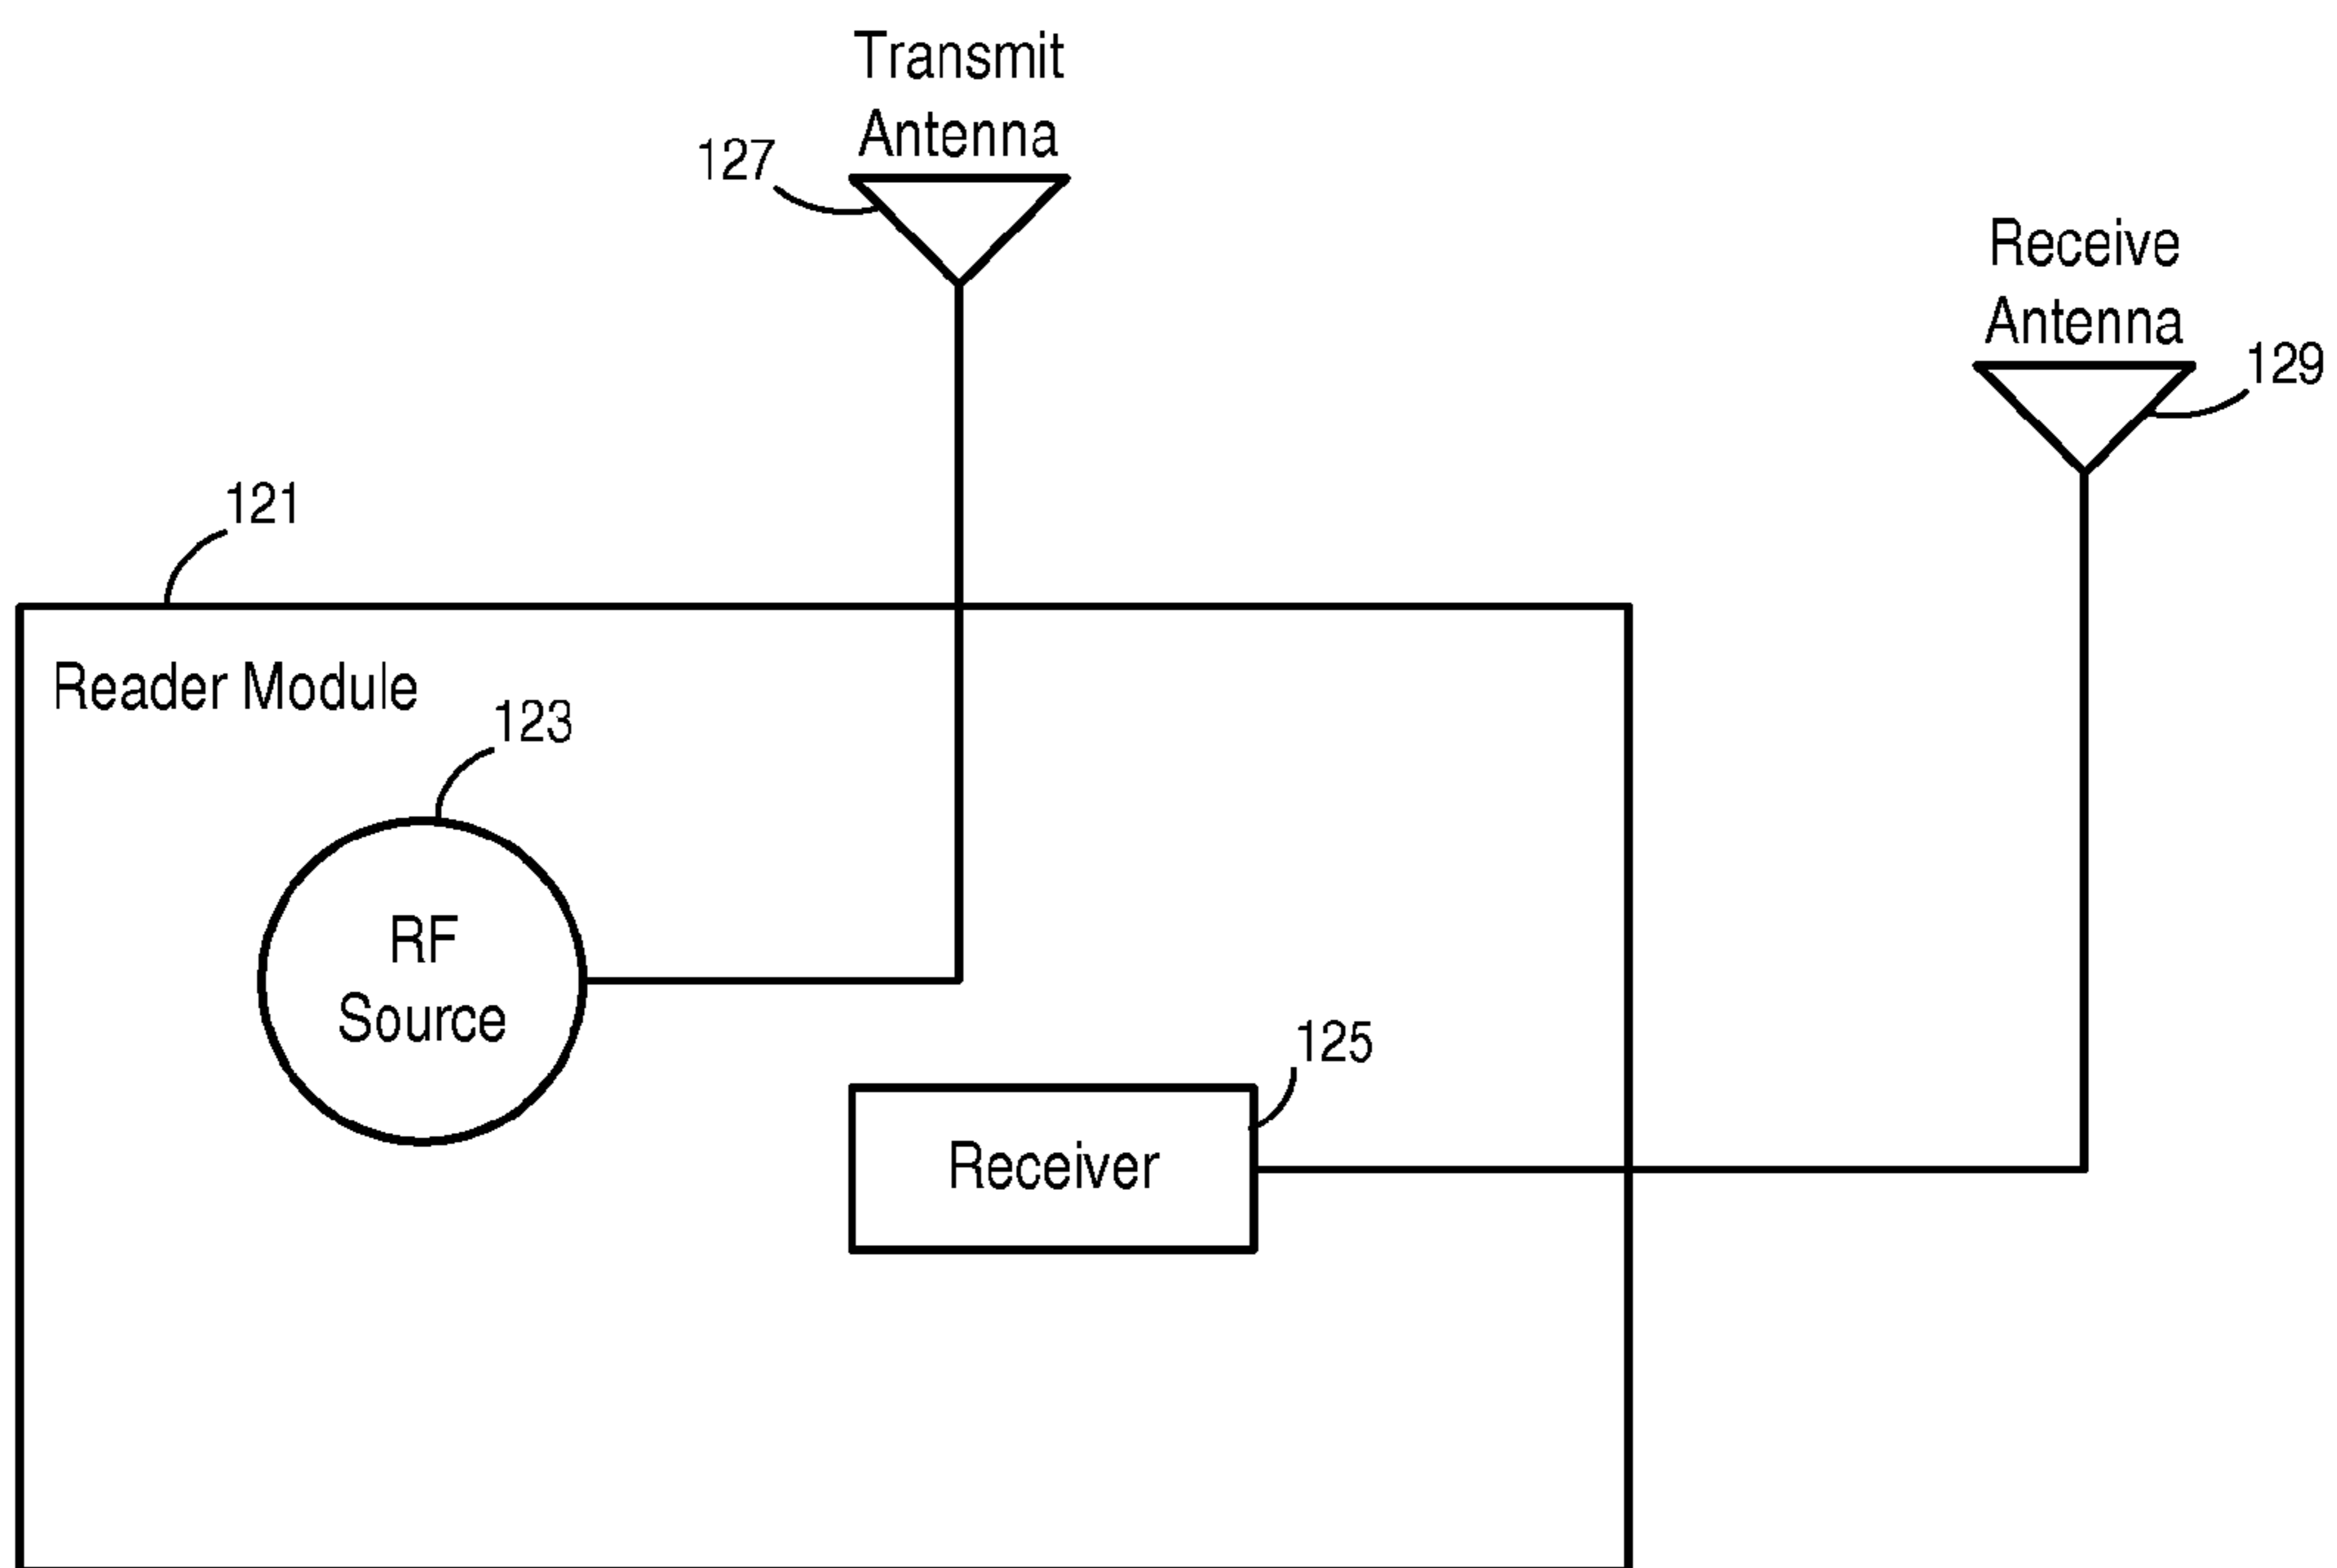 Transmit
Antenna
127
Receive
Antenna
129
121
Reader Module
123
RF
Source
125
Receiver